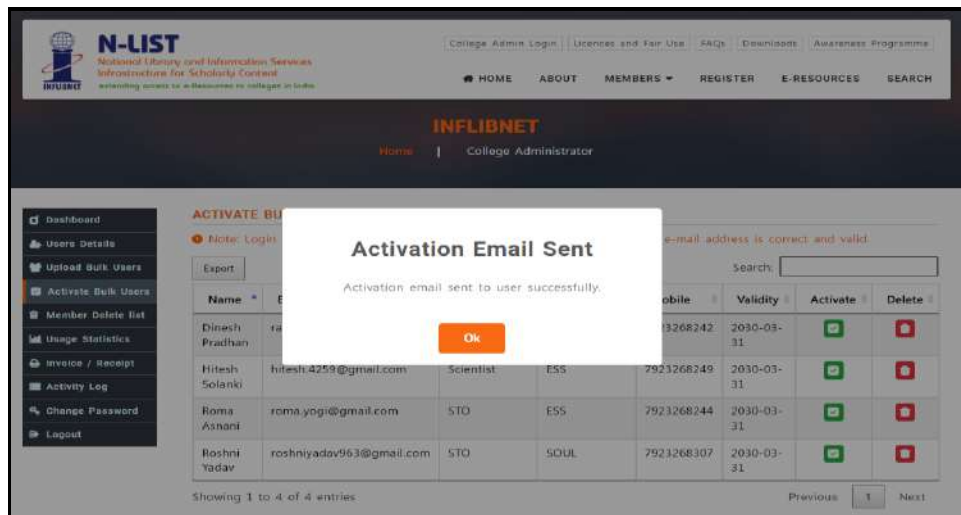 N-LIST
National Library and Information Services
Infrastructure for Scholarly Content
extending access to e-Resources to colleges in India
INFLIBNET
College Admin Login
Licences and Fair Use
FAQs
Downloads
Awareness Programme
HOME
ABOUT
MEMBERS
REGISTER
E-RESOURCES
SEARCH
INFLIBNET
Home | College Administrator
Dashboard
Users Details
Upload Bulk Users
Activate Bulk Users
Member Delete list
Usage Statistics
Invoice / Receipt
Activity Log
Change Password
Logout
ACTIVATE BU
Note: Login e-mail address is correct and valid
Export
Search:
Name E obile Validity Activate Delete
Dinesh ra 23268242 2030-03-
Pradhan 31
Hitesh hitesh.4259@gmail.com Scientist ESS 7923268249 2030-03-
Solanki 31
Roma roma.yogi@gmail.com STO ESS 7923268244 2030-03-
Asnani 31
Roshni roshniyadav963@gmail.com STO SOUL 7923268307 2030-03-
Yadav 31
Showing 1 to 4 of 4 entries
Previous 1 Next
Activation Email Sent
Activation email sent to user successfully.
Ok